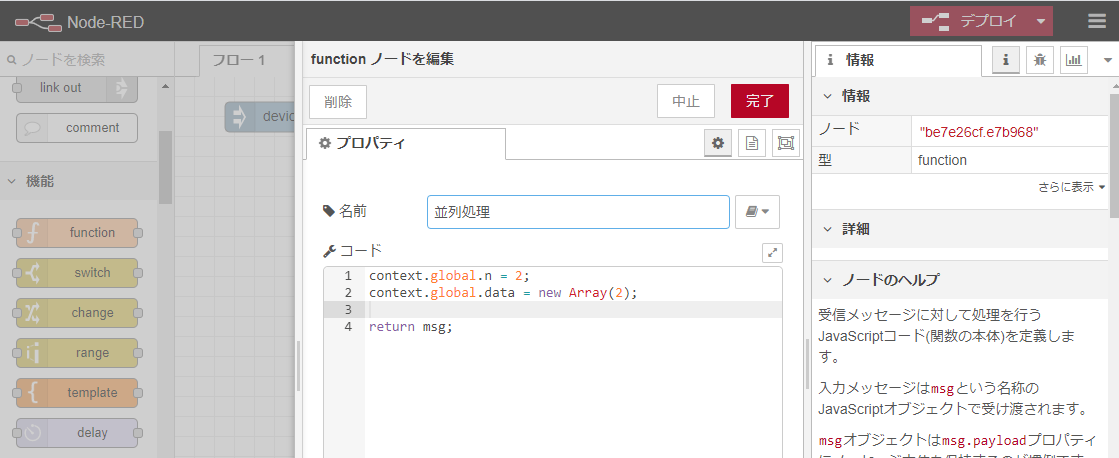 Node-RED
デプロイ
ノードを検索
フロー 1
link out
comment
機能
function
switch
change
range
template
delay
devic
function ノードを編集
削除
中止
完了
プロパティ
名前
並列処理
コード
1 context.global.n = 2;
2 context.global.data = new Array(2);
3
4 return msg;
情報
情報
ノード "be7e26cf.e7b968"
型 function
さらに表示
詳細
ノードのヘルプ
受信メッセージに対して処理を行う
JavaScriptコード(関数の本体)を定義しま
す。
入力メッセージはmsgという名称の
JavaScriptオブジェクトで受け渡されます。
msgオブジェクトはmsg.payloadプロパティ